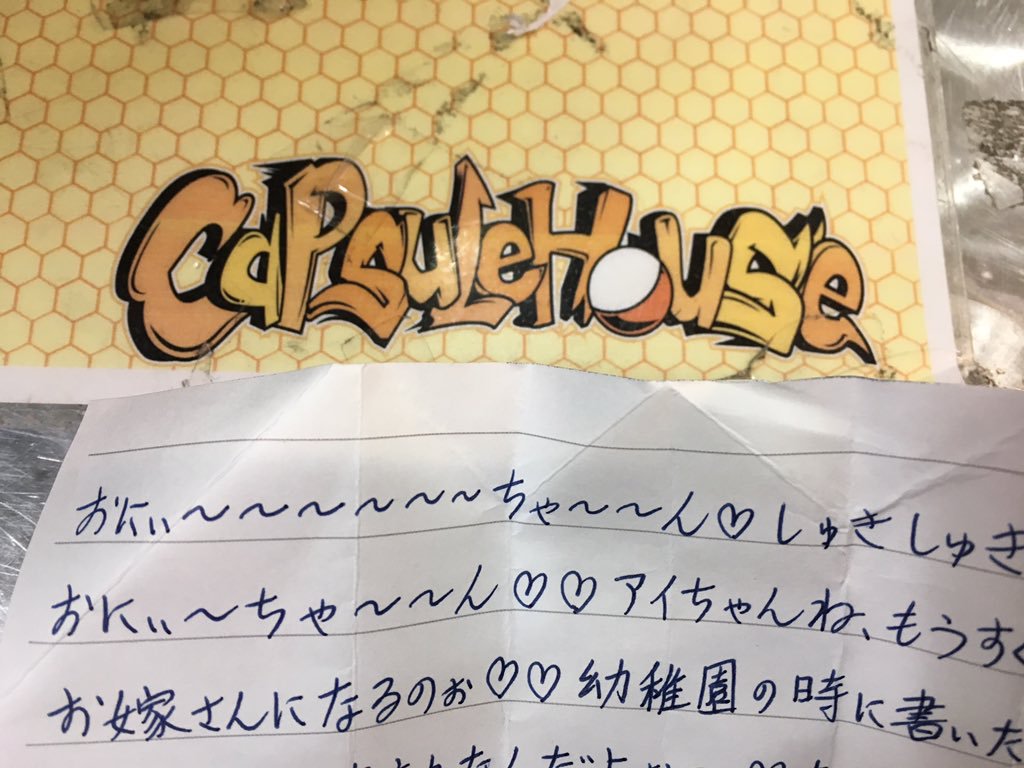 CaPsuleHouse
おにぃ〜〜〜〜〜〜ちゃ〜〜ん♡しゅきしゅき
おにぃ〜ちゃ〜〜〜ん♡♡アイちゃんね、もうすぐ
お嫁さんになるのぉ♡♡幼稚園の時に書いた